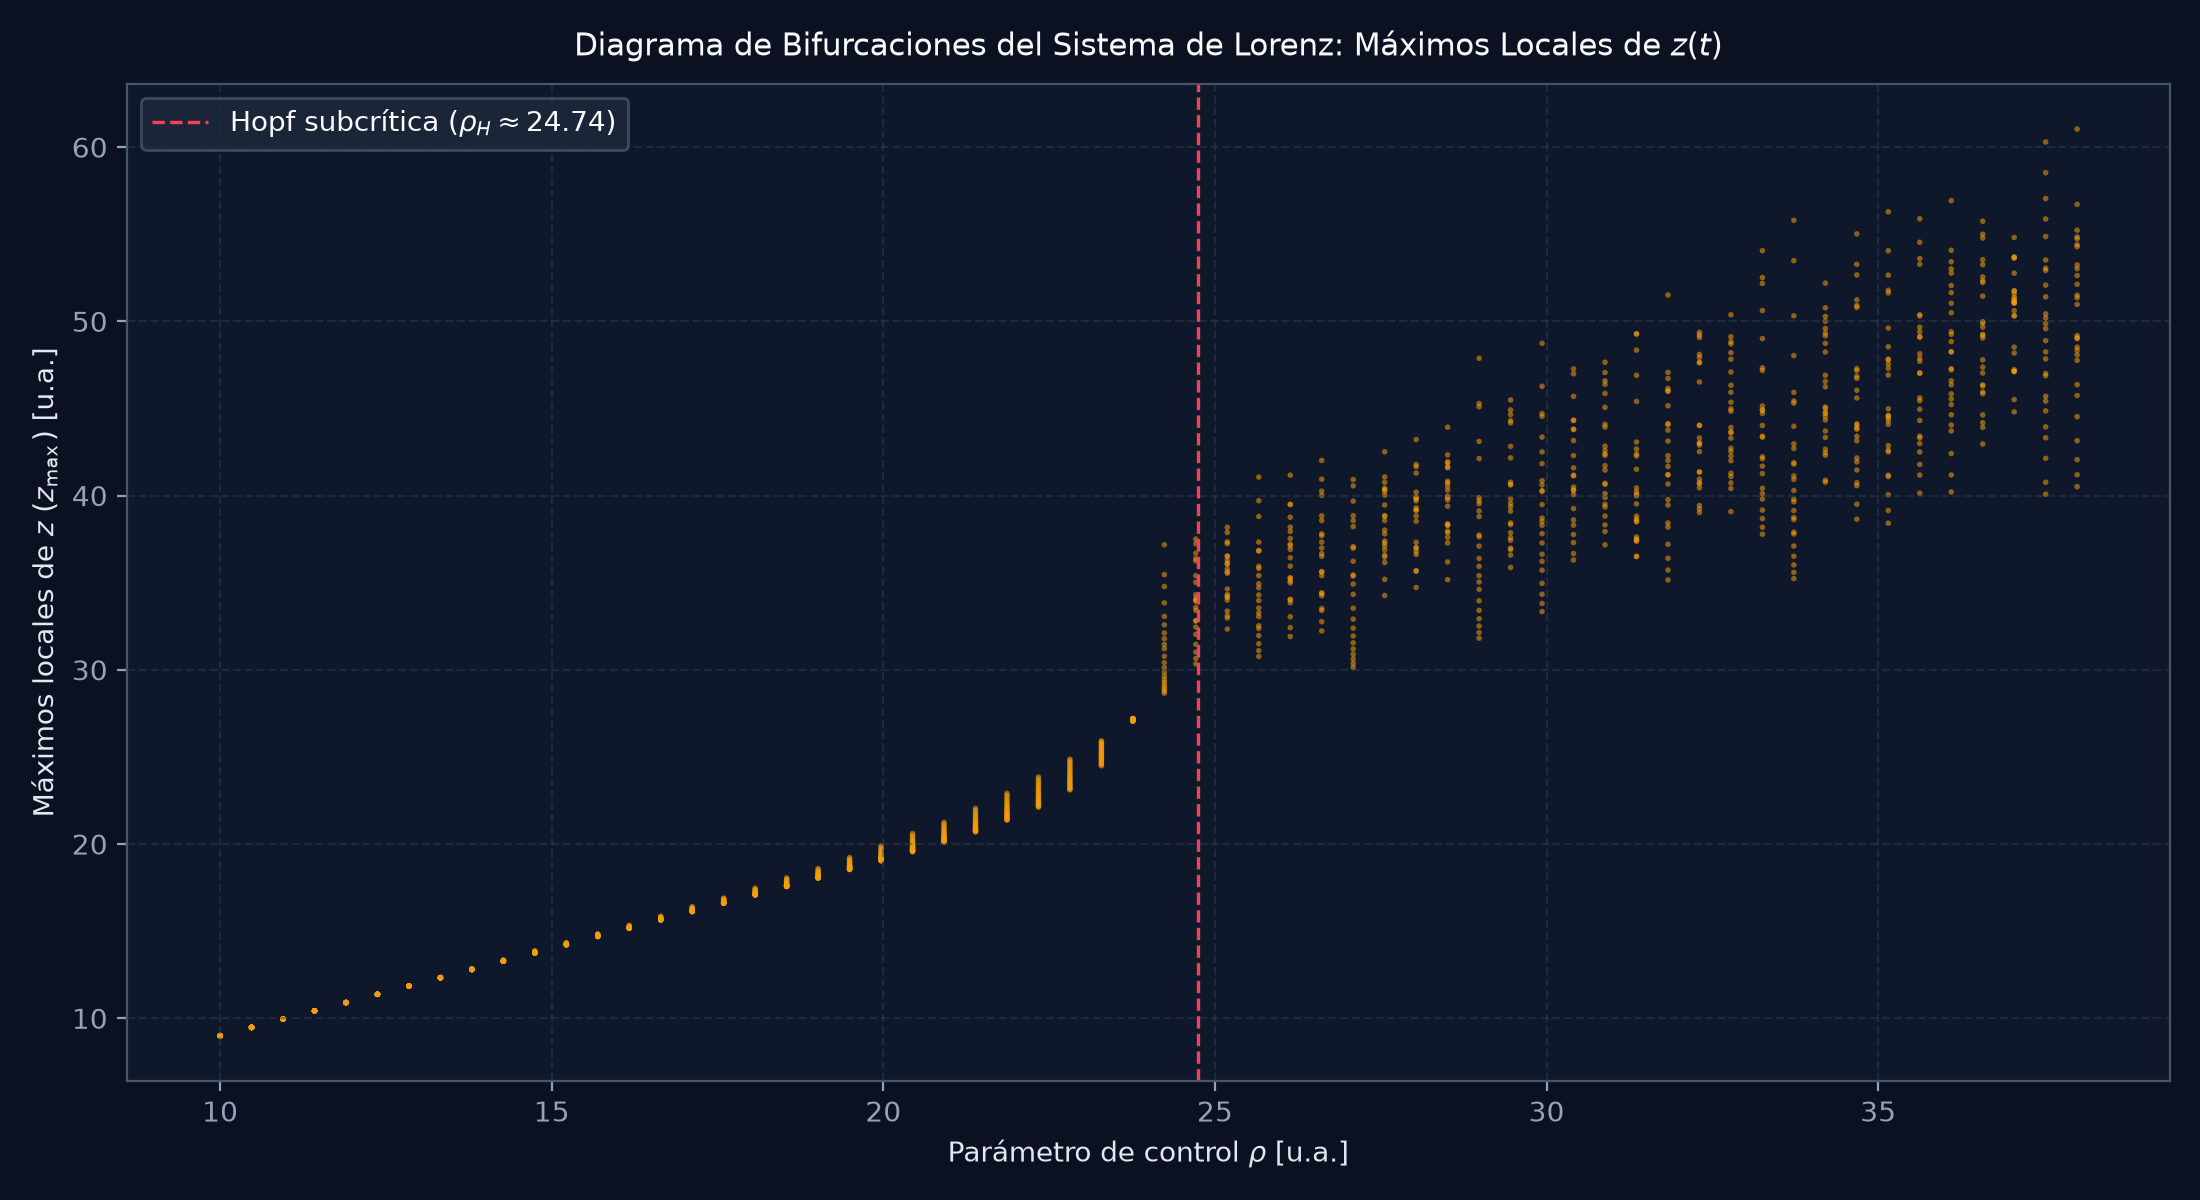 Diagrama de Bifurcaciones del Sistema de Lorenz: Máximos Locales de z(t)
Hopf subcrítica (ρ_H ≈ 24.74)
Máximos locales de z (z_max) [u.a.]
60
50
40
30
20
10
10 15 20 25 30 35
Parámetro de control ρ [u.a.]